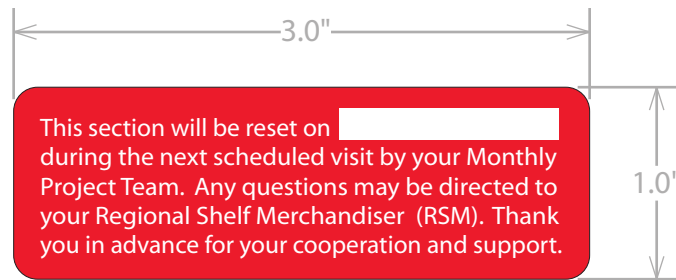 3.0"
This section will be reset on
during the next scheduled visit by your Monthly
Project Team. Any questions may be directed to
your Regional Shelf Merchandiser (RSM). Thank
you in advance for your cooperation and support.
1.0"